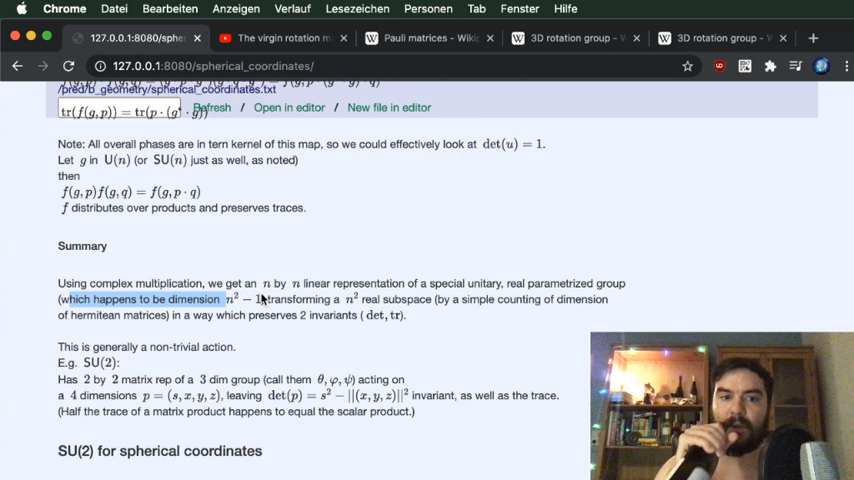 Chrome Datei Bearbeiten Anzeigen Verlauf Lesezeichen Personen Tab Fenster Hilfe
127.0.0.1:8080/sphe The virgin rotation m Pauli matrices - Wiki 3D rotation group - W 3D rotation group - W
127.0.0.1:8080/spherical_coordinates/
/pred/b_geometry/spherical_coordinates.txt
tr(f(g,p)) = tr(p · (g* · g)) Refresh / Open in editor / New file in editor
Note: All overall phases are in tern kernel of this map, so we could effectively look at det(u) = 1.
Let g in U(n) (or SU(n) just as well, as noted)
then
f(g,p)f(g,q) = f(g,p · q)
f distributes over products and preserves traces.
Summary
Using complex multiplication, we get an n by n linear representation of a special unitary, real parametrized group
(which happens to be dimension n² − 1 transforming a n² real subspace (by a simple counting of dimension
of hermitean matrices) in a way which preserves 2 invariants ( det, tr).
This is generally a non-trivial action.
E.g. SU(2):
Has 2 by 2 matrix rep of a 3 dim group (call them θ, φ, ψ) acting on
a 4 dimensions p = (s, x, y, z), leaving det(p) = s² − ||(x, y, z)||² invariant, as well as the trace.
(Half the trace of a matrix product happens to equal the scalar product.)
SU(2) for spherical coordinates